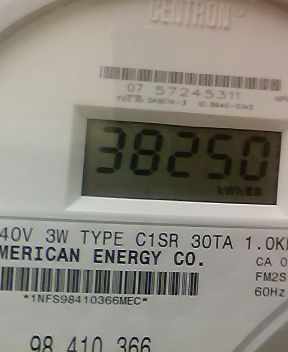 CENTRON®
07 57245311
38250
kWh
40V 3W TYPE C1SR 30TA 1.0K
MERICAN ENERGY CO.
CA 0
FM2S
60Hz
*1NFS98410366MEC*
98 410 366